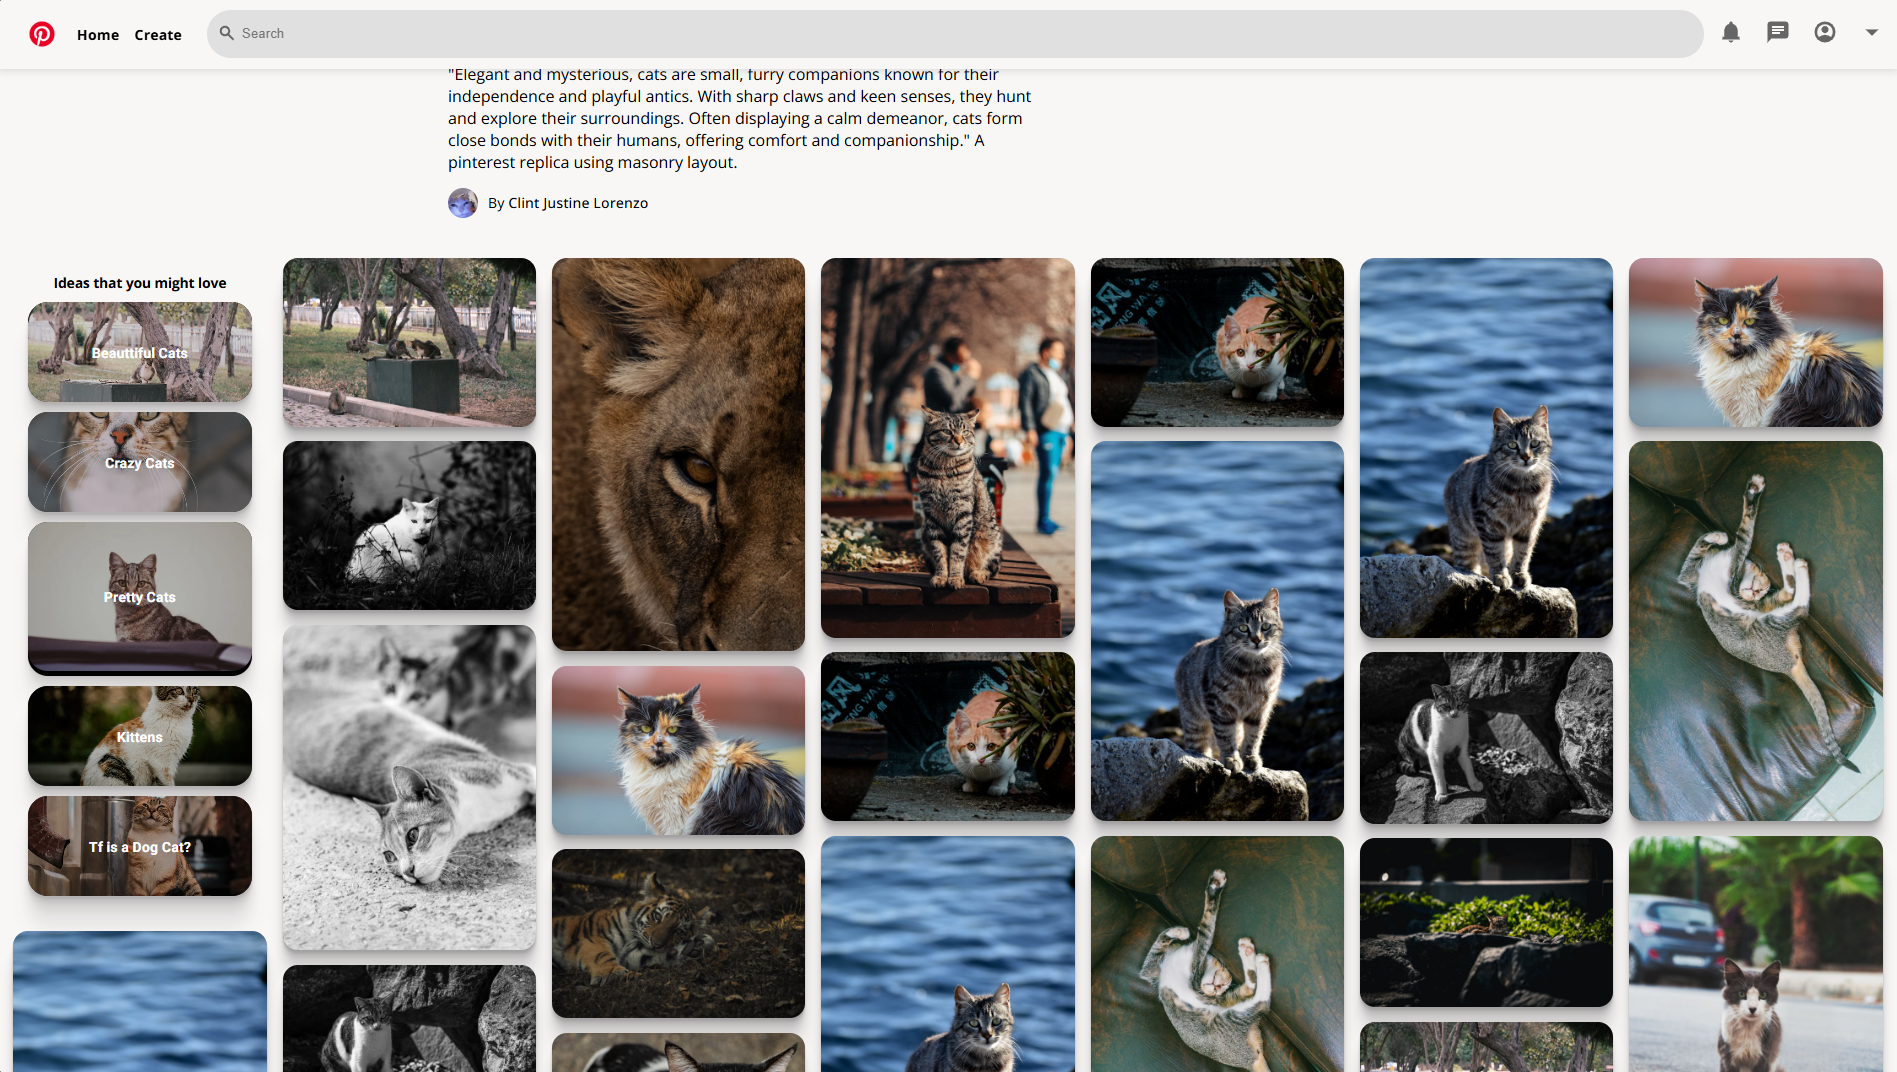 Home Create Search
"Elegant and mysterious, cats are small, furry companions known for their
independence and playful antics. With sharp claws and keen senses, they hunt
and explore their surroundings. Often displaying a calm demeanor, cats form
close bonds with their humans, offering comfort and companionship." A
pinterest replica using masonry layout.
By Clint Justine Lorenzo
Ideas that you might love
Beauttiful Cats
Crazy Cats
Pretty Cats
Kittens
Tf is a Dog Cat?